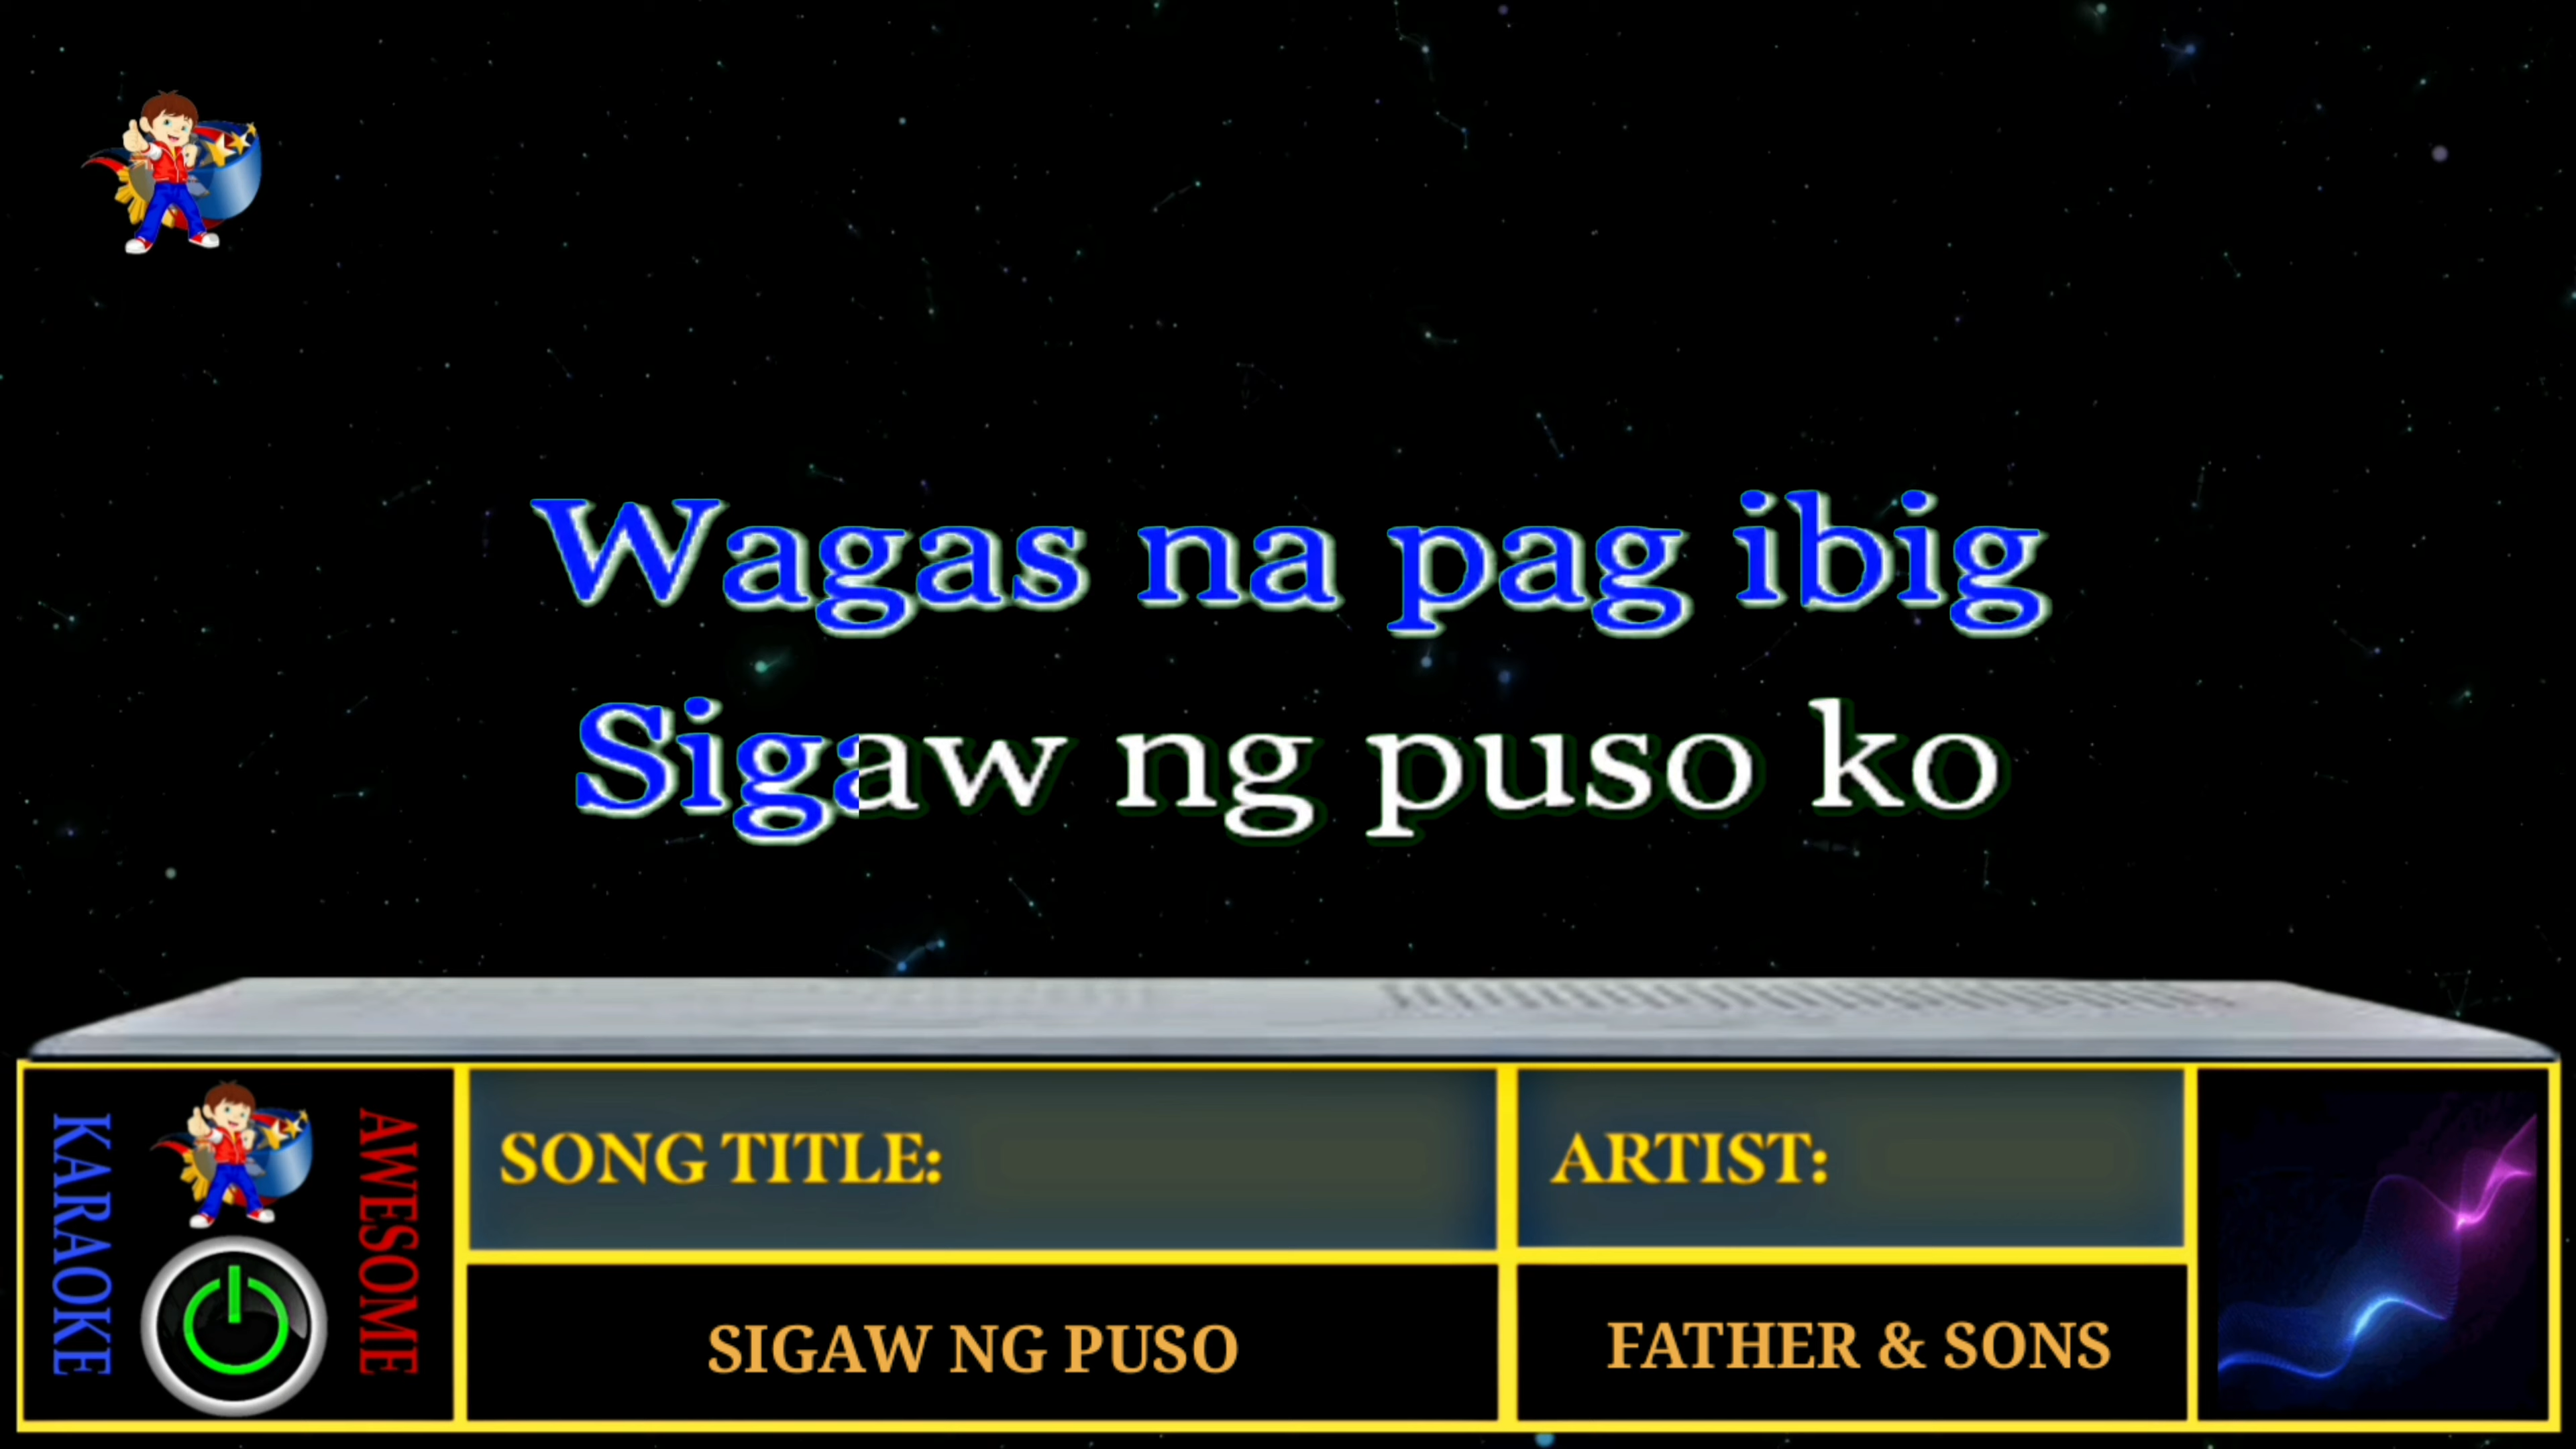 Wagas na pag ibig
Sigaw ng puso ko
KARAOKE
AWESOME
SONG TITLE:
ARTIST:
SIGAW NG PUSO
FATHER & SONS